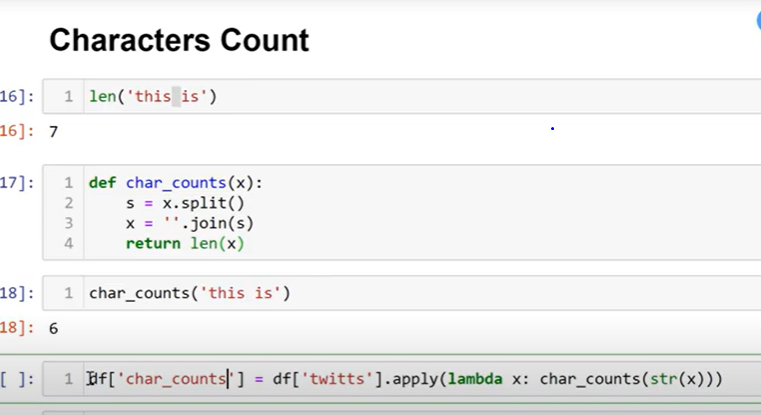 Characters Count
16]: 1 len('this is')
16]: 7
17]: 1 def char_counts(x):
2 s = x.split()
3 x = ''.join(s)
4 return len(x)
18]: 1 char_counts('this is')
18]: 6
[ ]: 1 df['char_counts'] = df['twitts'].apply(lambda x: char_counts(str(x)))